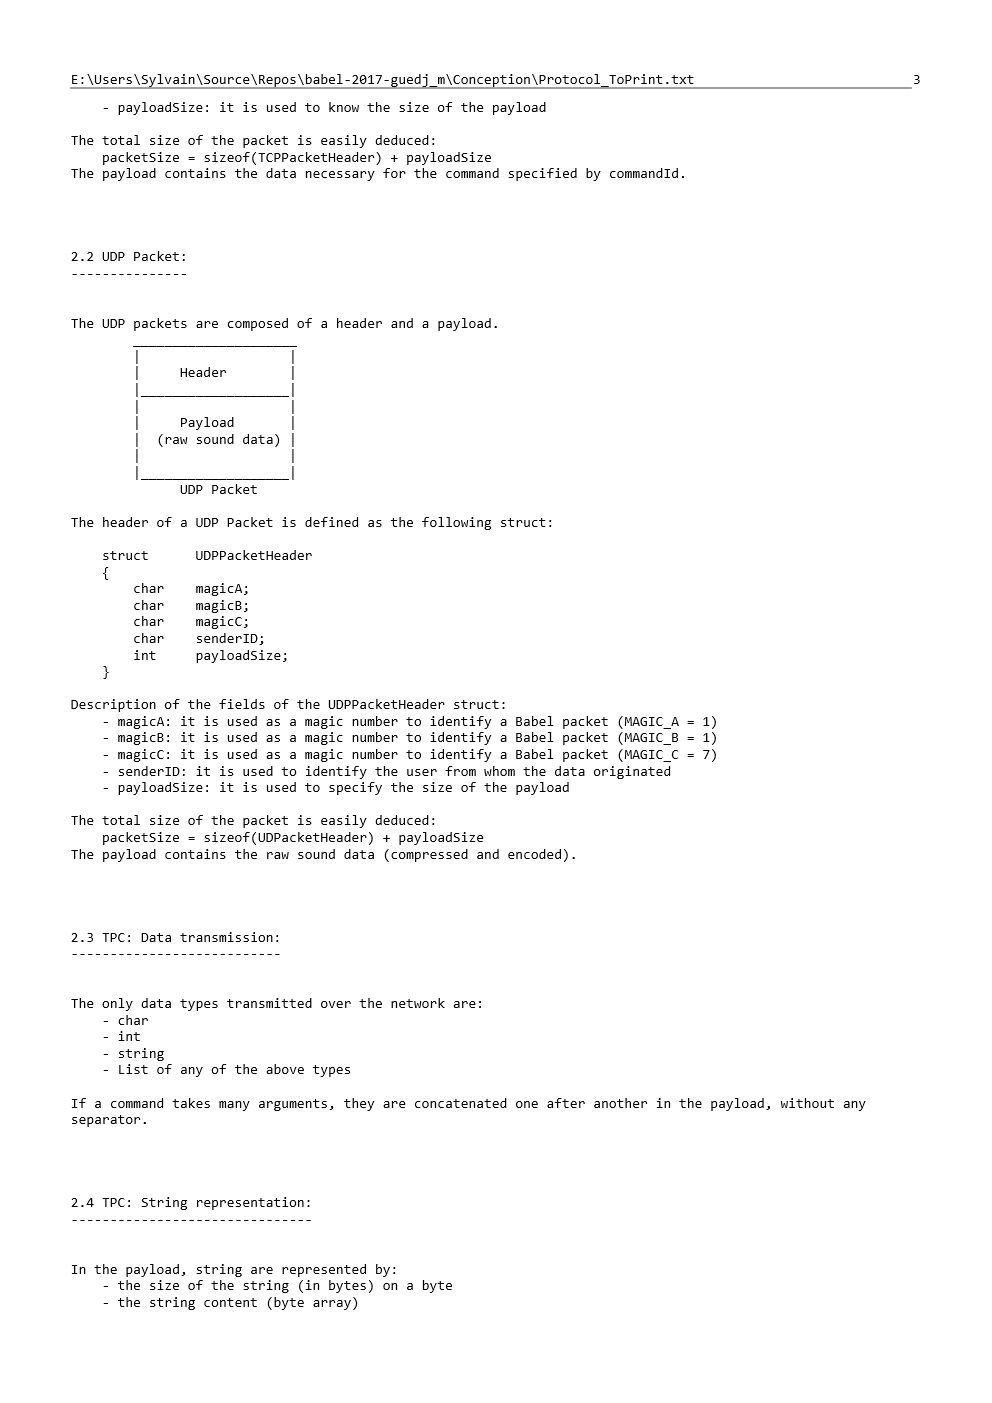 E:\Users\Sylvain\Source\Repos\babel-2017-guedj_m\Conception\Protocol_ToPrint.txt 3
    - payloadSize: it is used to know the size of the payload

The total size of the packet is easily deduced:
    packetSize = sizeof(TCPPacketHeader) + payloadSize
The payload contains the data necessary for the command specified by commandId.

2.2 UDP Packet:
---------------

The UDP packets are composed of a header and a payload.
        _____________________
        |                   |
        |     Header        |
        |___________________|
        |                   |
        |     Payload       |
        |  (raw sound data) |
        |                   |
        |___________________|
              UDP Packet

The header of a UDP Packet is defined as the following struct:

    struct      UDPPacketHeader
    {
        char    magicA;
        char    magicB;
        char    magicC;
        char    senderID;
        int     payloadSize;
    }

Description of the fields of the UDPPacketHeader struct:
    - magicA: it is used as a magic number to identify a Babel packet (MAGIC_A = 1)
    - magicB: it is used as a magic number to identify a Babel packet (MAGIC_B = 1)
    - magicC: it is used as a magic number to identify a Babel packet (MAGIC_C = 7)
    - senderID: it is used to identify the user from whom the data originated
    - payloadSize: it is used to specify the size of the payload

The total size of the packet is easily deduced:
    packetSize = sizeof(UDPacketHeader) + payloadSize
The payload contains the raw sound data (compressed and encoded).

2.3 TPC: Data transmission:
---------------------------

The only data types transmitted over the network are:
    - char
    - int
    - string
    - List of any of the above types

If a command takes many arguments, they are concatenated one after another in the payload, without any
separator.

2.4 TPC: String representation:
-------------------------------

In the payload, string are represented by:
    - the size of the string (in bytes) on a byte
    - the string content (byte array)